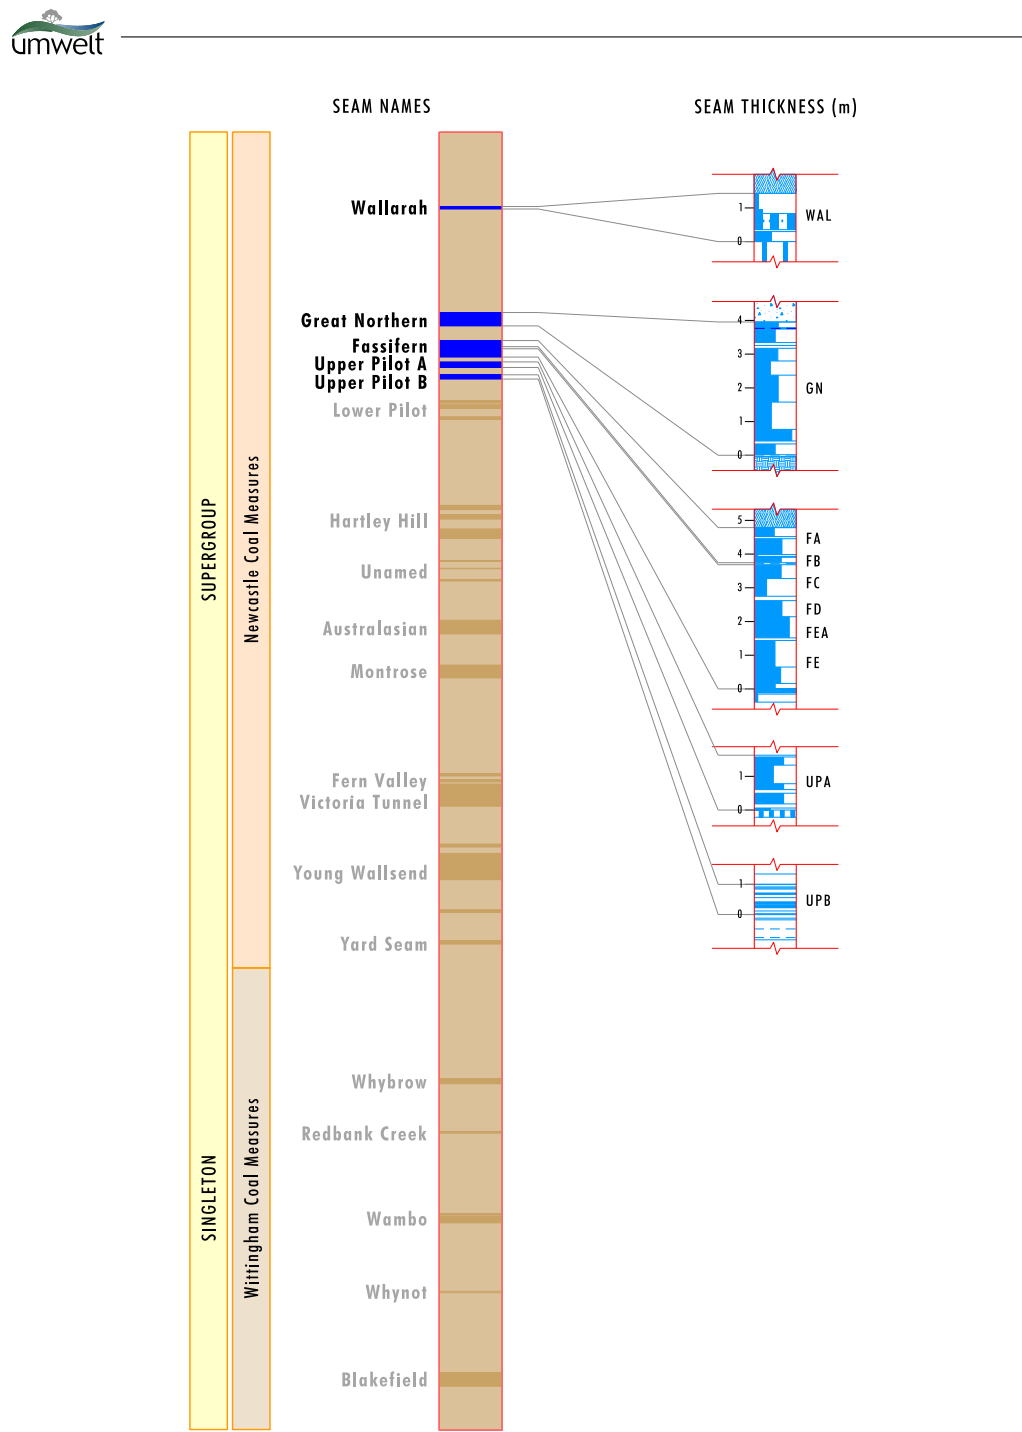 umwelt
SEAM NAMES
SEAM THICKNESS (m)
SINGLETON SUPERGROUP
Newcastle Coal Measures
Wittingham Coal Measures
Wallarah
Great Northern
Fassifern
Upper Pilot A
Upper Pilot B
Lower Pilot
Hartley Hill
Unamed
Australasian
Montrose
Fern Valley
Victoria Tunnel
Young Wallsend
Yard Seam
Whybrow
Redbank Creek
Wambo
Whynot
Blakefield
1
0
WAL
4
3
2
1
0
GN
5
4
3
2
1
0
FA
FB
FC
FD
FEA
FE
1
0
UPA
1
0
UPB